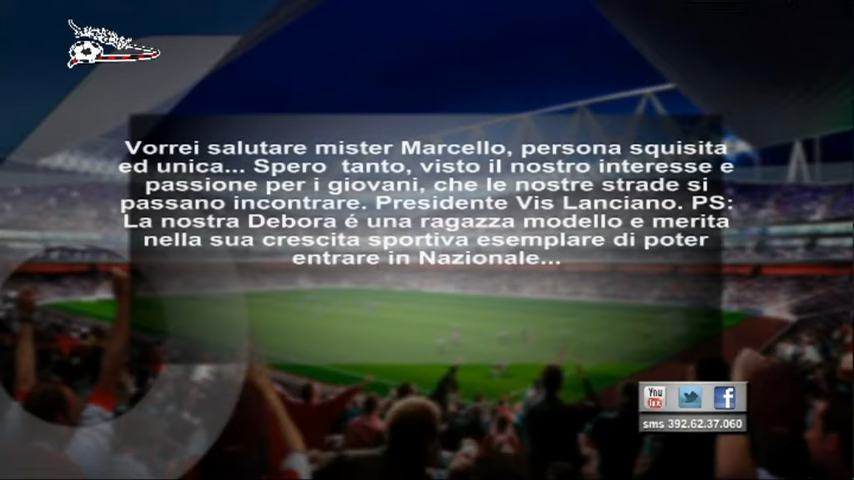 Vorrei salutare mister Marcello, persona squisita
ed unica... Spero  tanto, visto il nostro interesse e
passione per i giovani, che le nostre strade si
passano incontrare. Presidente Vis Lanciano. PS:
La nostra Debora é una ragazza modello e merita
nella sua crescita sportiva esemplare di poter
entrare in Nazionale...
You
sms 392.62.37.060